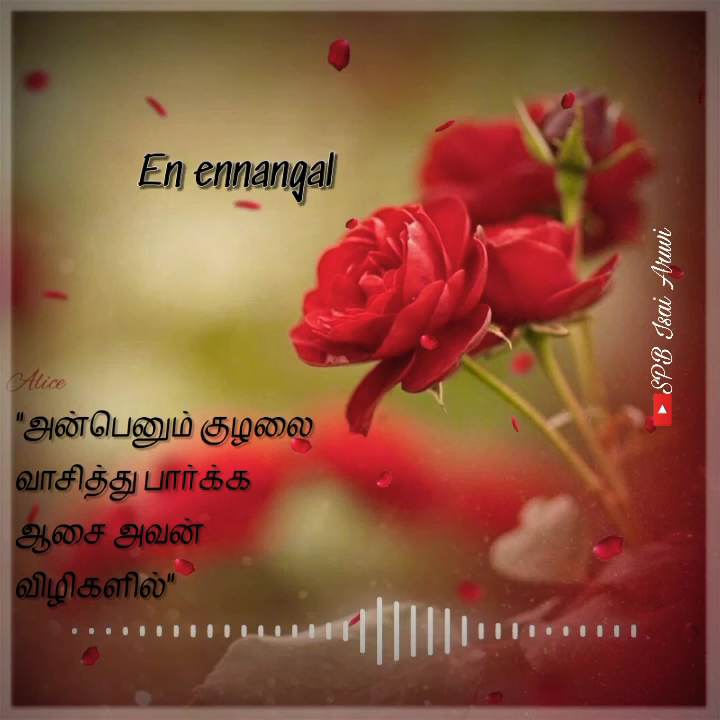 En ennangal
SPB Isai Aruvi
Alice
"அன்பெனும் குழலை
வாசித்து பார்க்க
ஆசை அவன்
விழிகளில்"